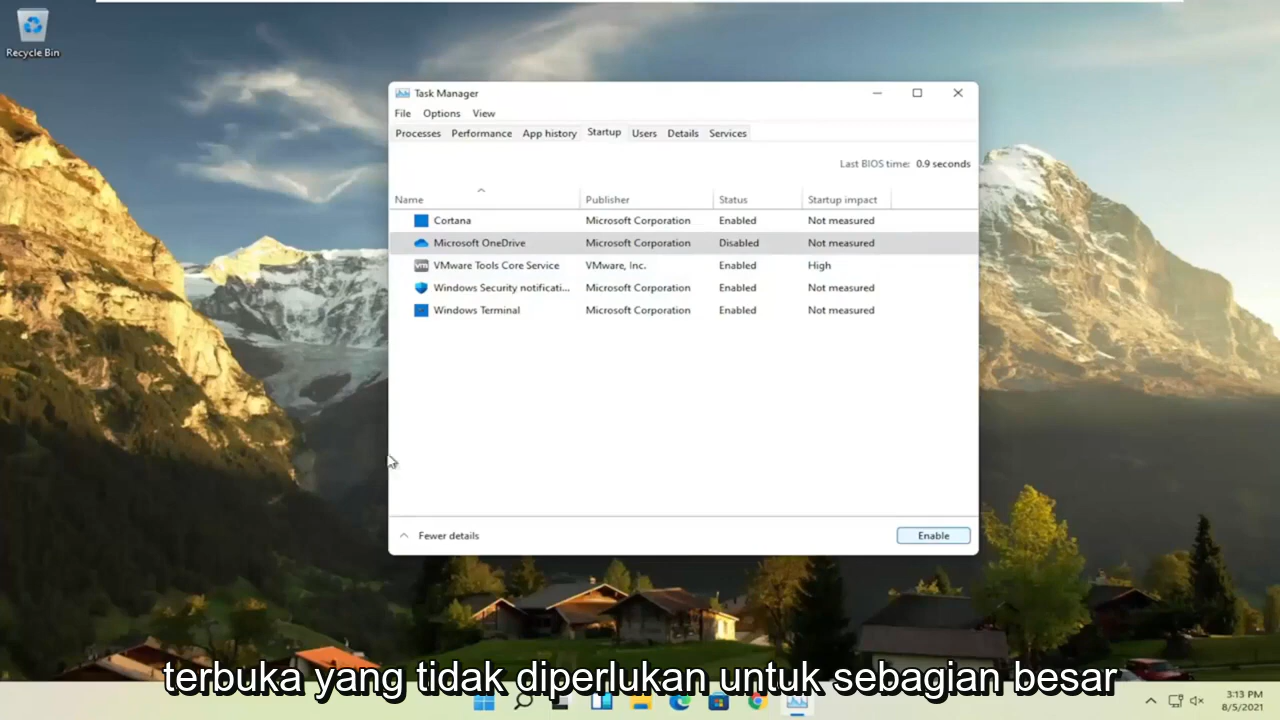 Recycle Bin
Task Manager
File Options View
Processes Performance App history Startup Users Details Services
Last BIOS time: 0.9 seconds
Name Publisher Status Startup impact
Cortana Microsoft Corporation Enabled Not measured
Microsoft OneDrive Microsoft Corporation Disabled Not measured
vm VMware Tools Core Service VMware, Inc. Enabled High
Windows Security notificati... Microsoft Corporation Enabled Not measured
Windows Terminal Microsoft Corporation Enabled Not measured
Fewer details Enable
terbuka yang tidak diperlukan untuk sebagian besar
3:13 PM
8/5/2021